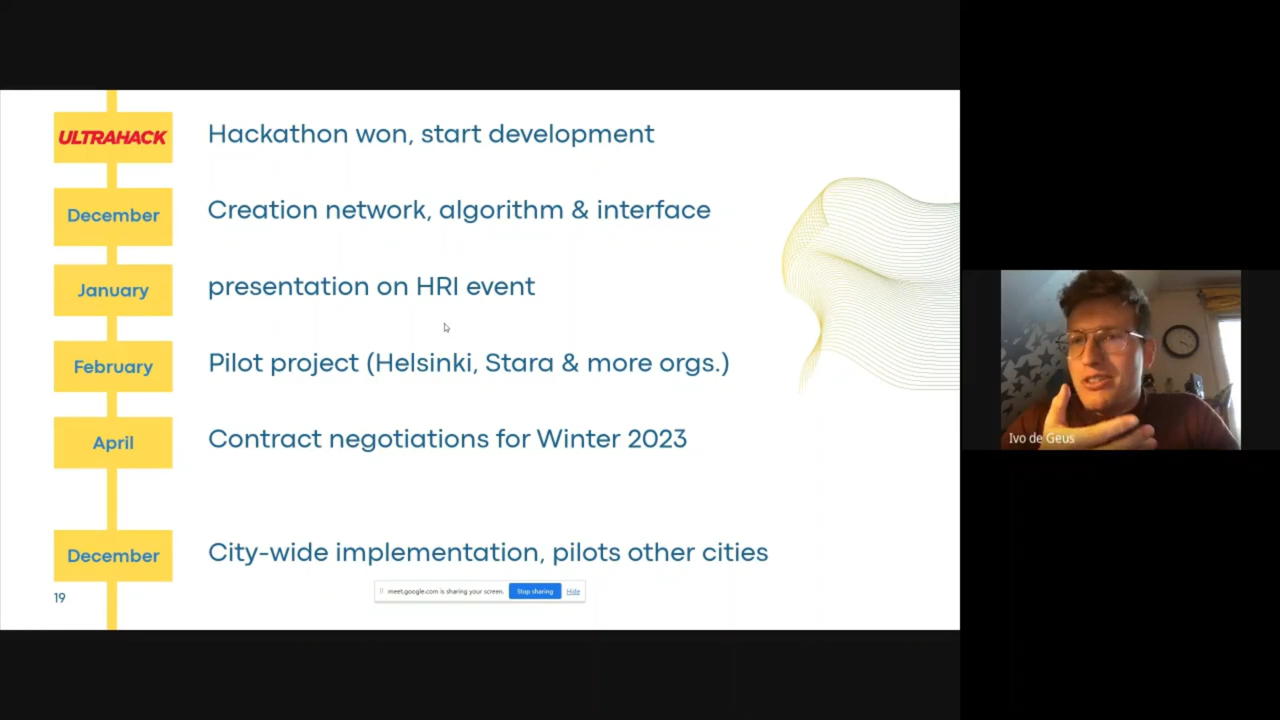 ULTRAHACK
Hackathon won, start development
December
Creation network, algorithm & interface
January
presentation on HRI event
February
Pilot project (Helsinki, Stara & more orgs.)
April
Contract negotiations for Winter 2023
December
City-wide implementation, pilots other cities
19
meet.google.com is sharing your screen.
Stop sharing
Hide
Ivo de Geus